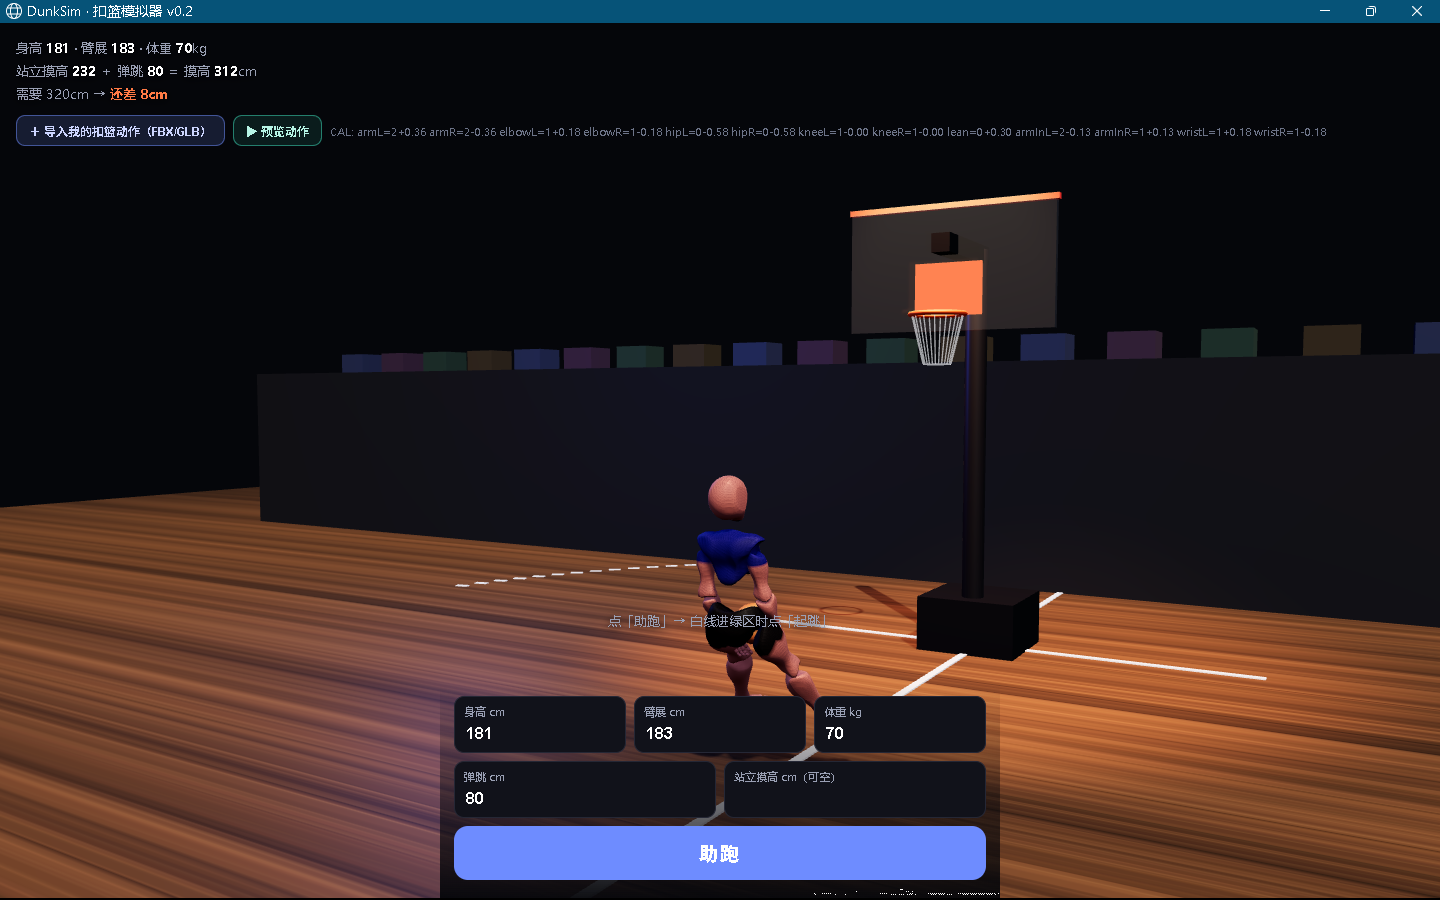 DunkSim · 扣篮模拟器 v0.2
身高 181 · 臂展 183 · 体重 70kg
站立摸高 232 + 弹跳 80 = 摸高 312cm
需要 320cm → 还差 8cm
+ 导入我的扣篮动作（FBX/GLB）
▶ 预览动作
CAL: armL=2+0.36 armR=2-0.36 elbowL=1+0.18 elbowR=1-0.18 hipL=0-0.58 hipR=0-0.58 kneeL=1-0.00 kneeR=1-0.00 lean=0+0.30 armInL=2-0.13 armInR=1+0.13 wristL=1+0.18 wristR=1-0.18
点「助跑」→ 白线进绿区时点「起跳」
身高 cm
181
臂展 cm
183
体重 kg
70
弹跳 cm
80
站立摸高 cm（可空）
助跑